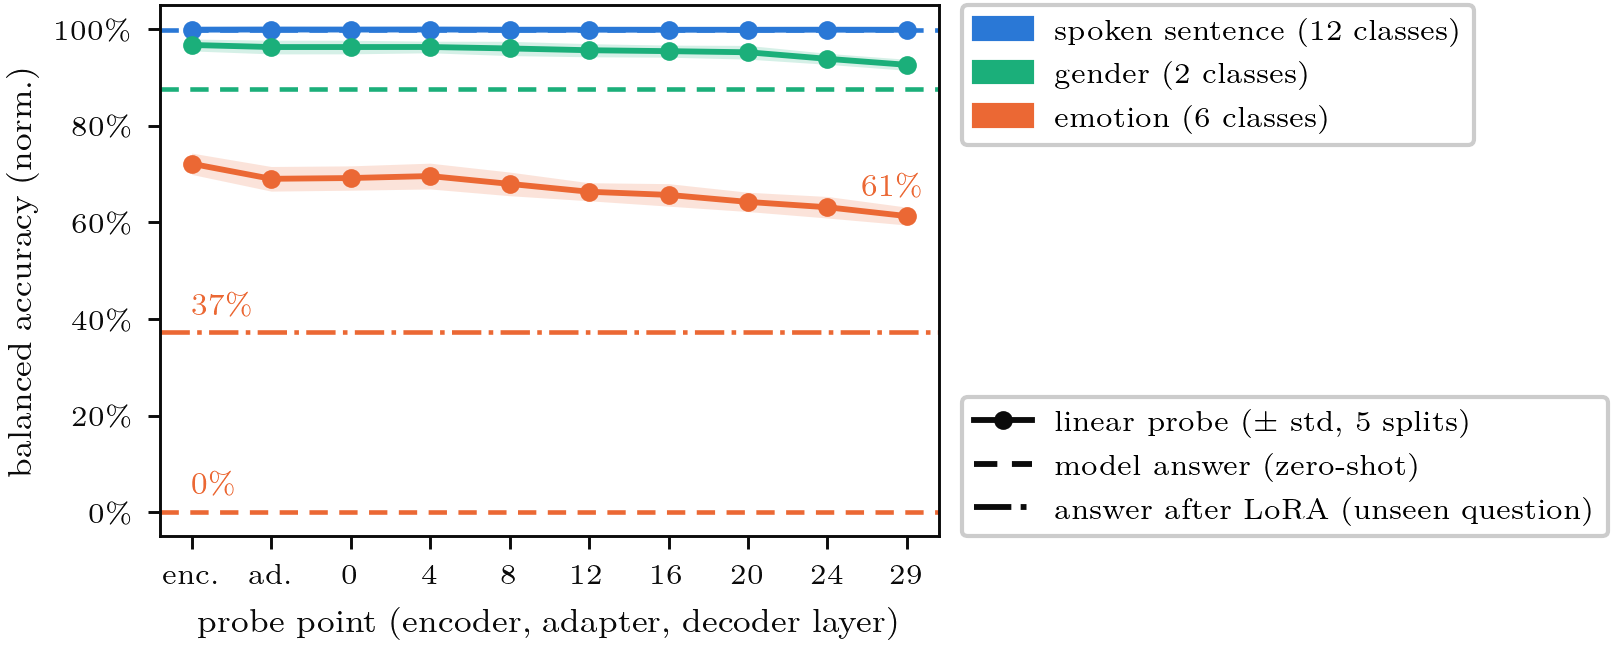 balanced accuracy (norm.)
100%
80%
60%
40%
20%
0%
61%
37%
0%
enc. ad. 0 4 8 12 16 20 24 29
probe point (encoder, adapter, decoder layer)
spoken sentence (12 classes)
gender (2 classes)
emotion (6 classes)
linear probe (± std, 5 splits)
model answer (zero-shot)
answer after LoRA (unseen question)